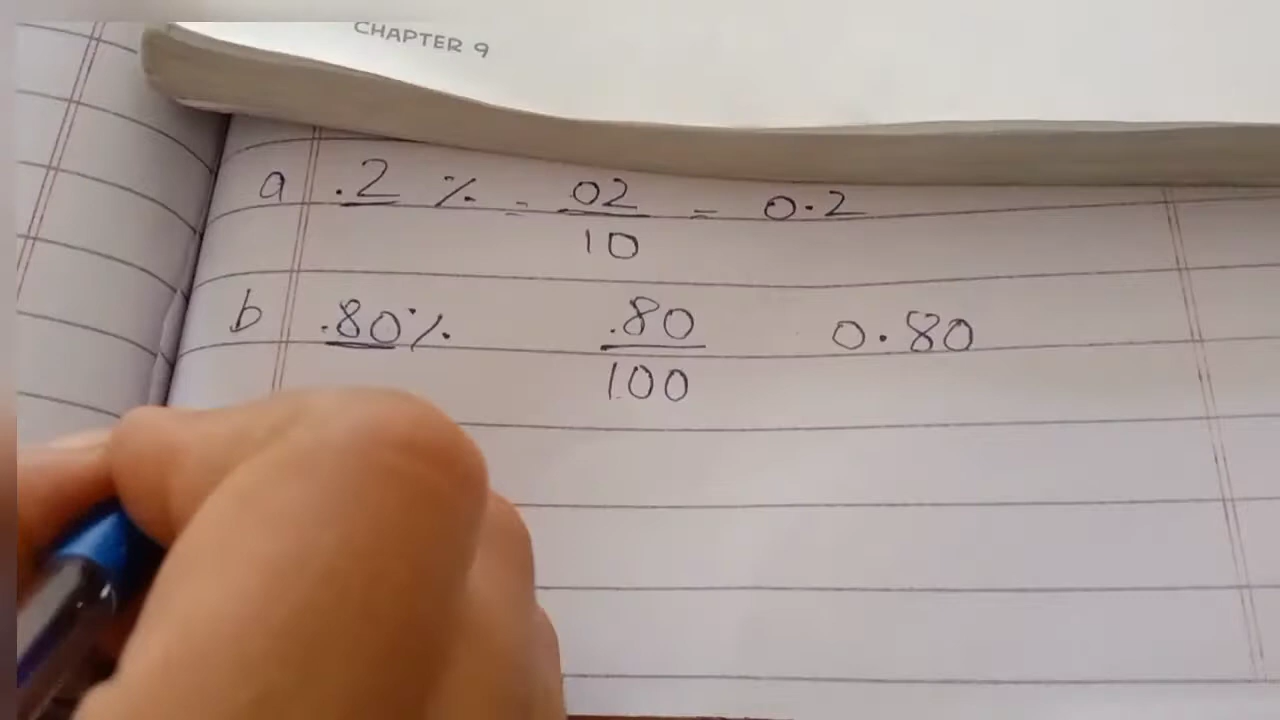 CHAPTER 9
a .2 % = 02/10 = 0.2
b .80% .80/100 0.80